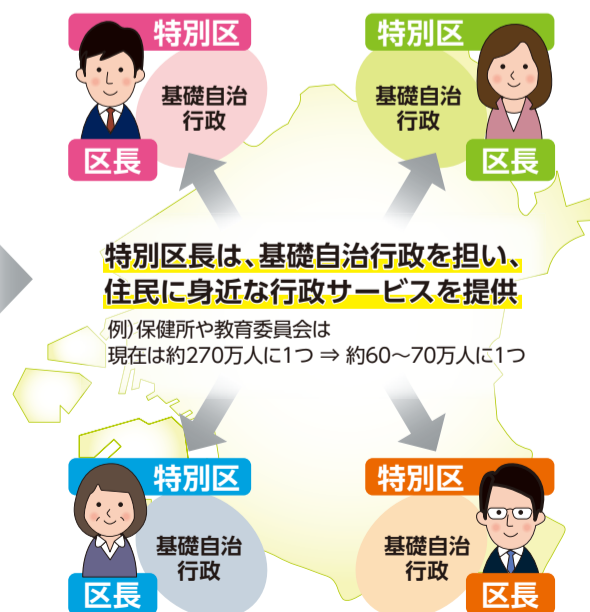 特別区
基礎自治
行政
区長
特別区
基礎自治
行政
区長
特別区長は、基礎自治行政を担い、
住民に身近な行政サービスを提供
例）保健所や教育委員会は
現在は約270万人に1つ ⇒ 約60～70万人に1つ
特別区
基礎自治
行政
区長
特別区
基礎自治
行政
区長